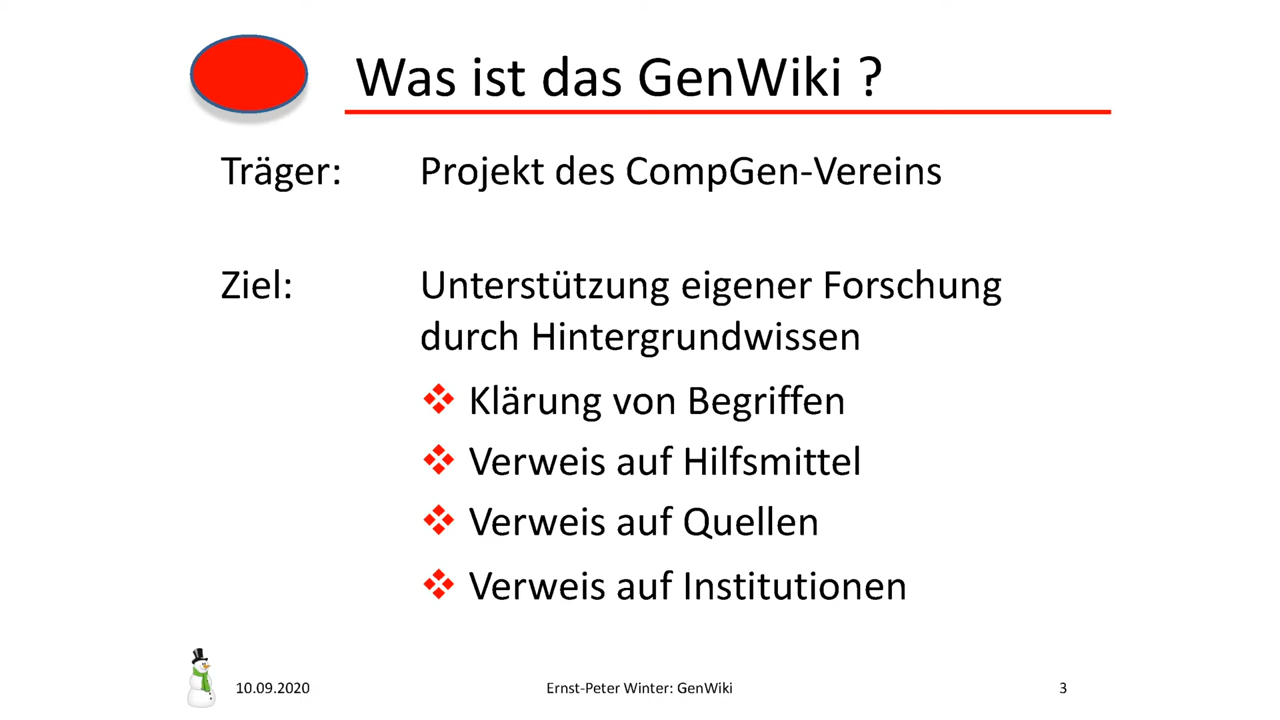 Was ist das GenWiki ?
Träger: Projekt des CompGen-Vereins
Ziel: Unterstützung eigener Forschung
durch Hintergrundwissen
❖ Klärung von Begriffen
❖ Verweis auf Hilfsmittel
❖ Verweis auf Quellen
❖ Verweis auf Institutionen
10.09.2020 Ernst-Peter Winter: GenWiki 3